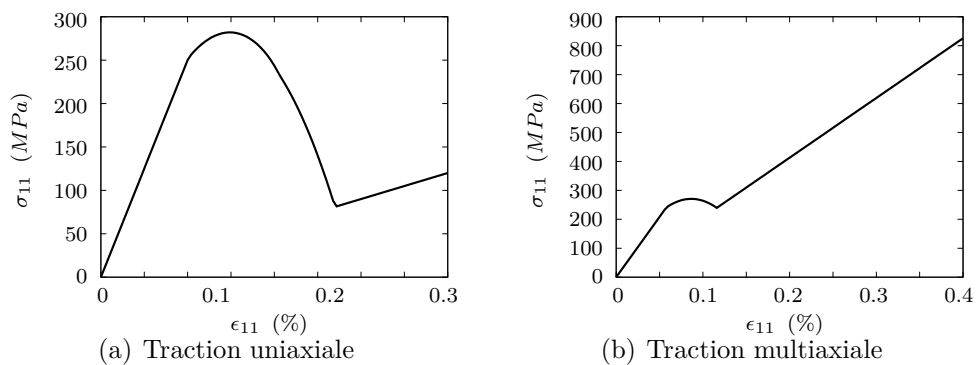 300
250
200
150
100
50
0
σ11 (MPa)
0 0.1 0.2 0.3
ϵ11 (%)
(a) Traction uniaxiale
900
800
700
600
500
400
300
200
100
0
σ11 (MPa)
0 0.1 0.2 0.3 0.4
ϵ11 (%)
(b) Traction multiaxiale